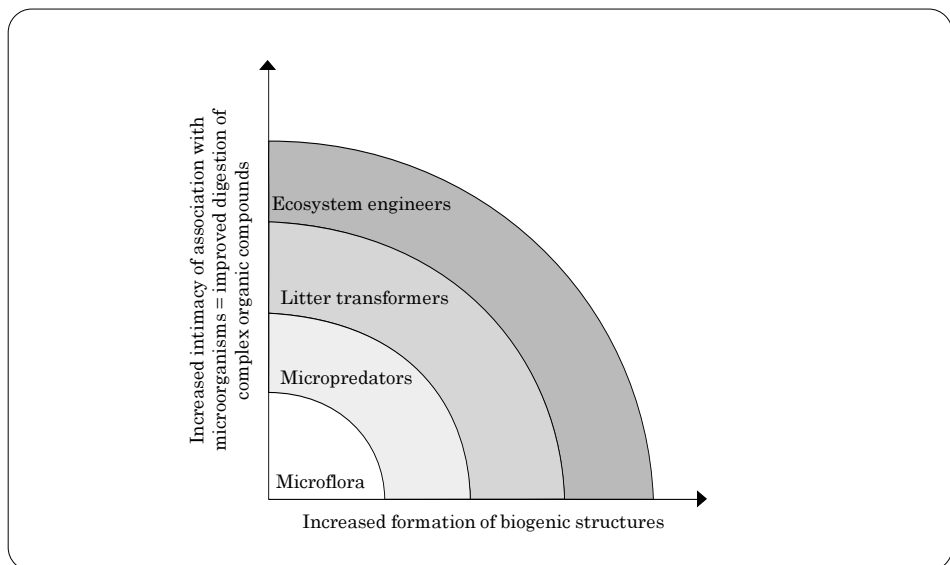 Increased intimacy of association with
microorganisms = improved digestion of
complex organic compounds
Ecosystem engineers
Litter transformers
Micropredators
Microflora
Increased formation of biogenic structures